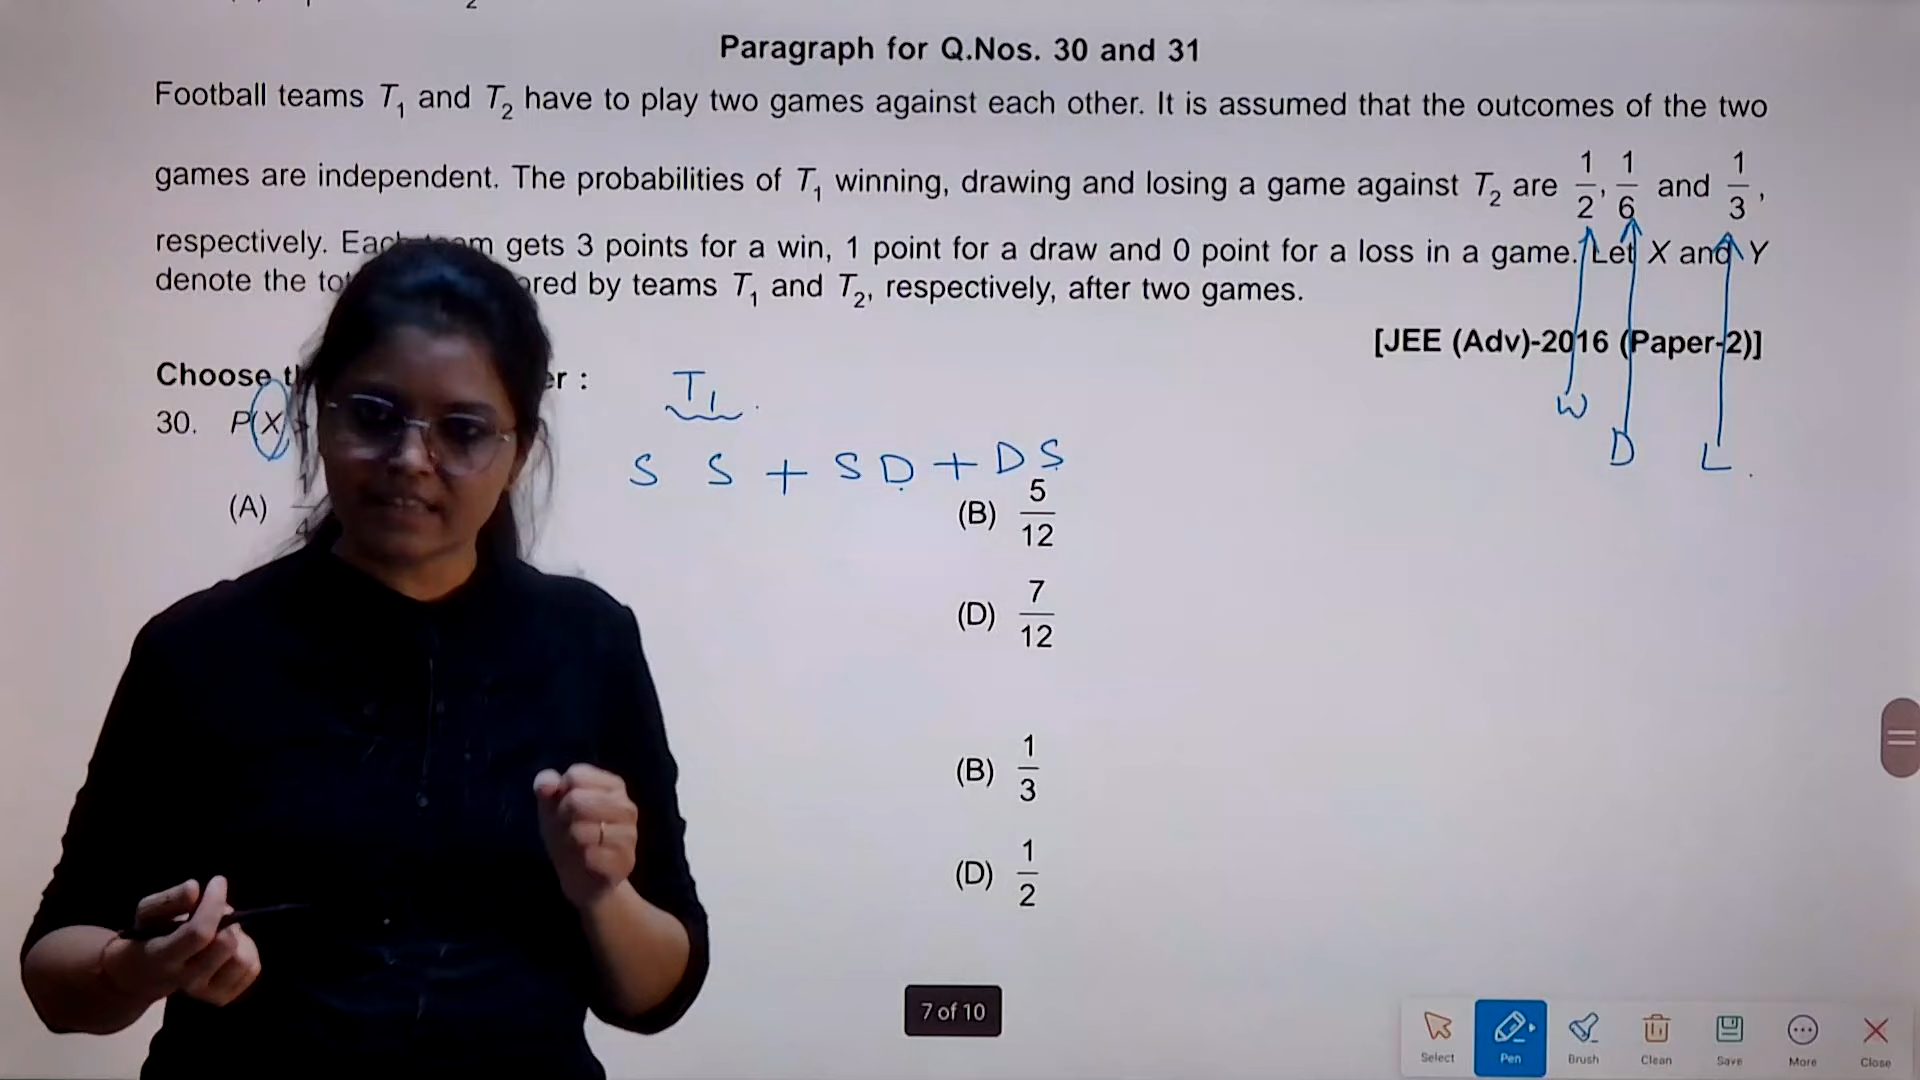 Paragraph for Q.Nos. 30 and 31
Football teams T1 and T2 have to play two games against each other. It is assumed that the outcomes of the two
games are independent. The probabilities of T1 winning, drawing and losing a game against T2 are 1/2, 1/6 and 1/3,
respectively. Each team gets 3 points for a win, 1 point for a draw and 0 point for a loss in a game. Let X and Y
denote the red by teams T1 and T2, respectively, after two games.
[JEE (Adv)-2016 (Paper-2)]
Choose er :
T1
W
30. P(X
S S + SD + DS
D L
(A) 1/4
(B) 5/12
(D) 7/12
(B) 1/3
(D) 1/2
7 of 10
Select Pen Brush Clean Save More Close